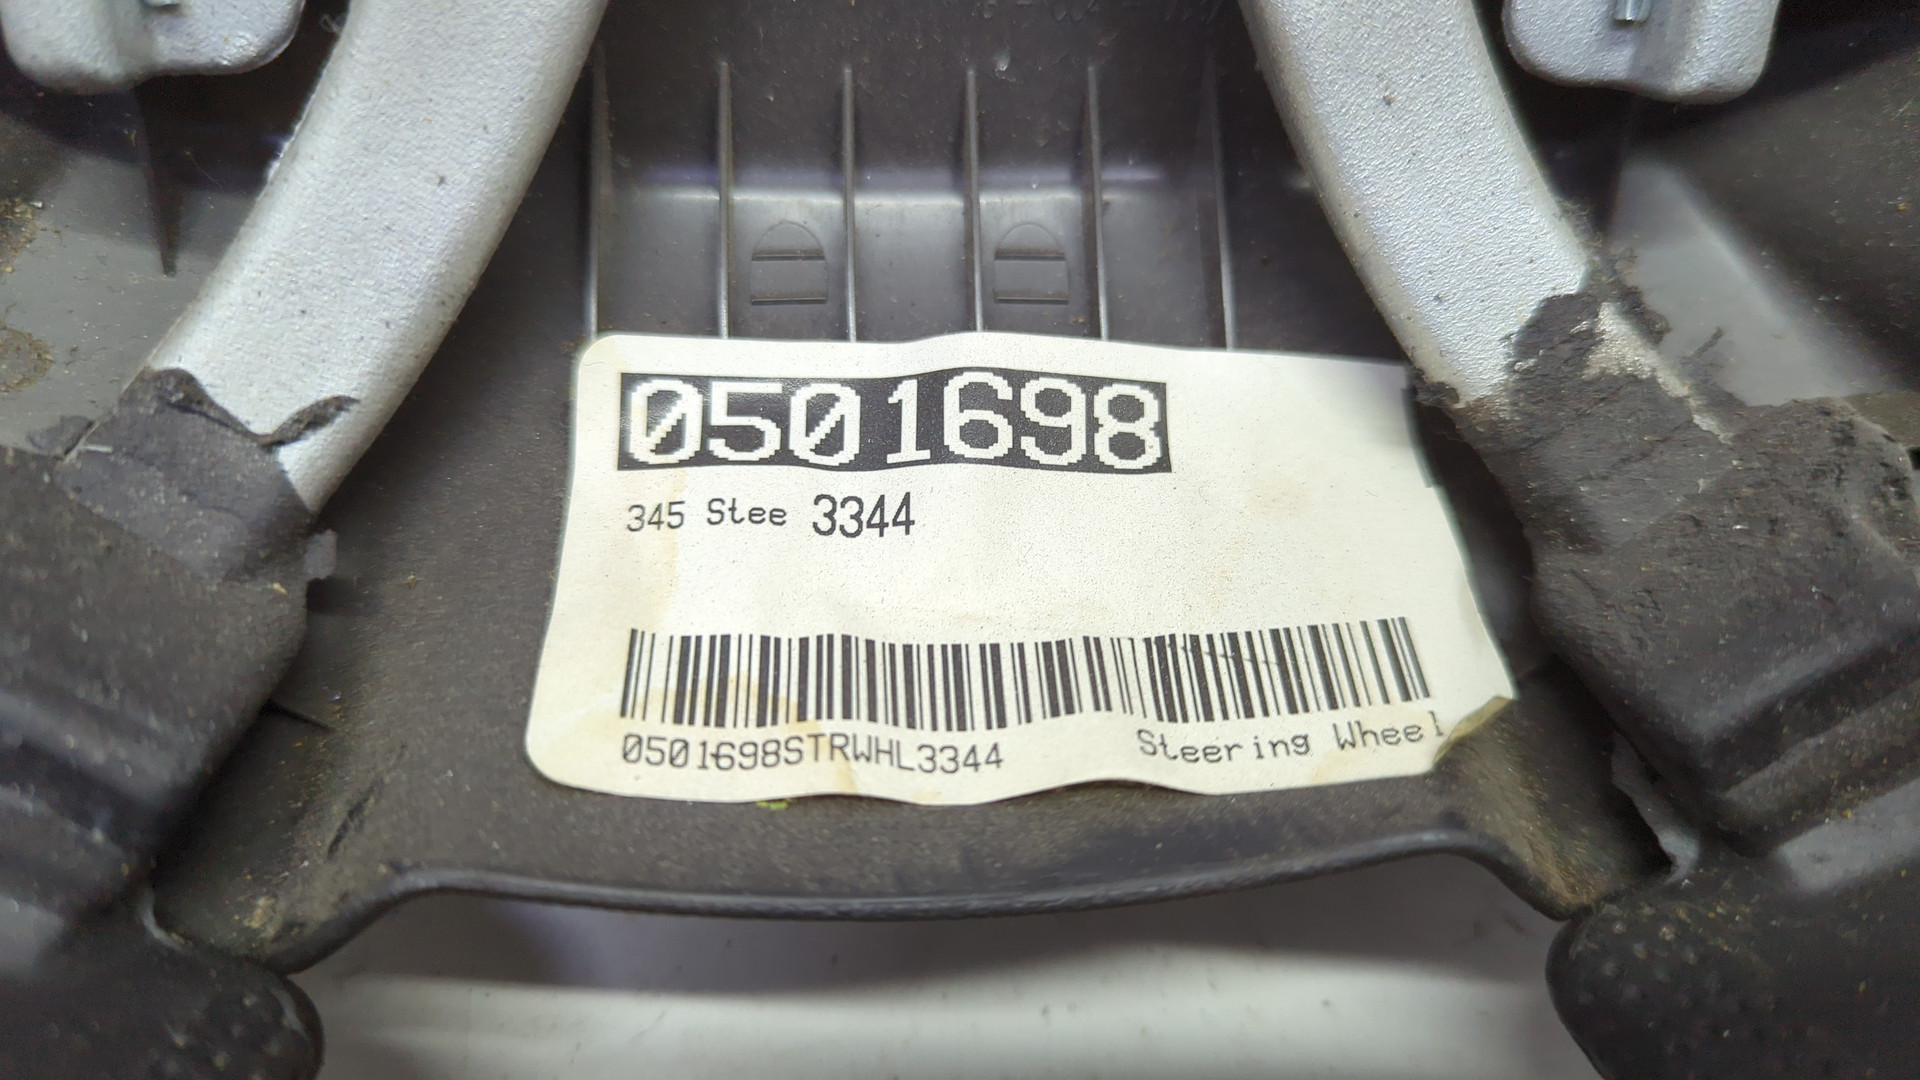 0501698
345 Stee 3344
0501698STRWHL3344
Steering Wheel